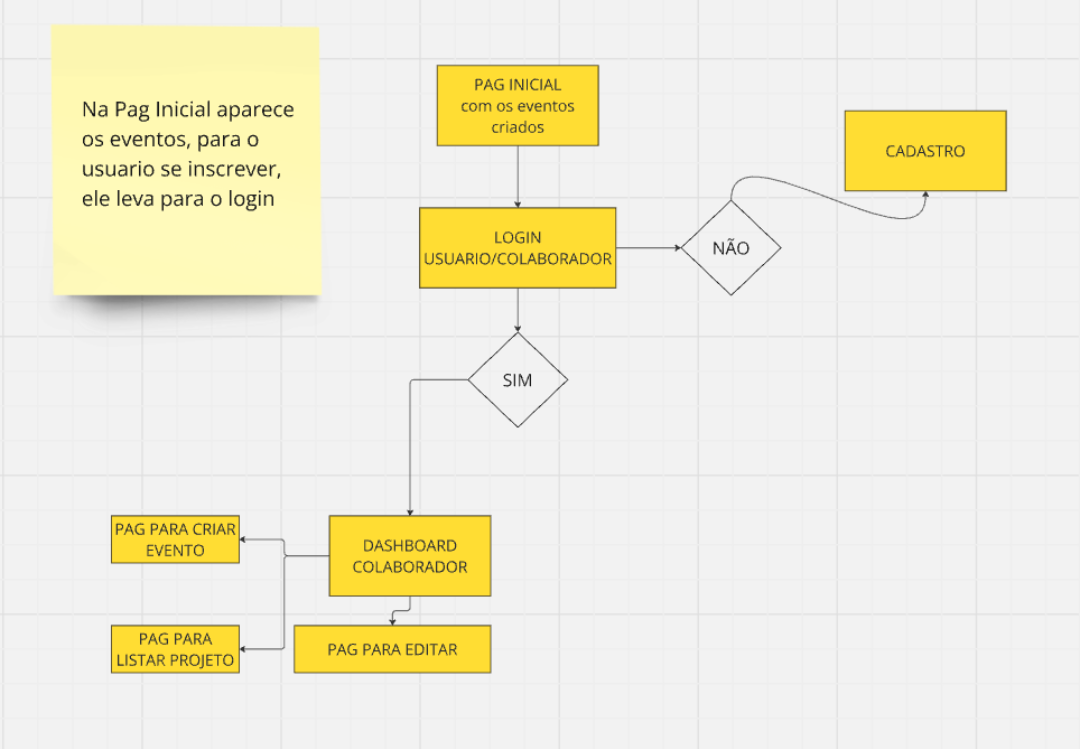 Na Pag Inicial aparece
os eventos, para o
usuario se inscrever,
ele leva para o login
PAG INICIAL
com os eventos
criados
CADASTRO
LOGIN
USUARIO/COLABORADOR
NÃO
SIM
PAG PARA CRIAR
EVENTO
DASHBOARD
COLABORADOR
PAG PARA
LISTAR PROJETO
PAG PARA EDITAR